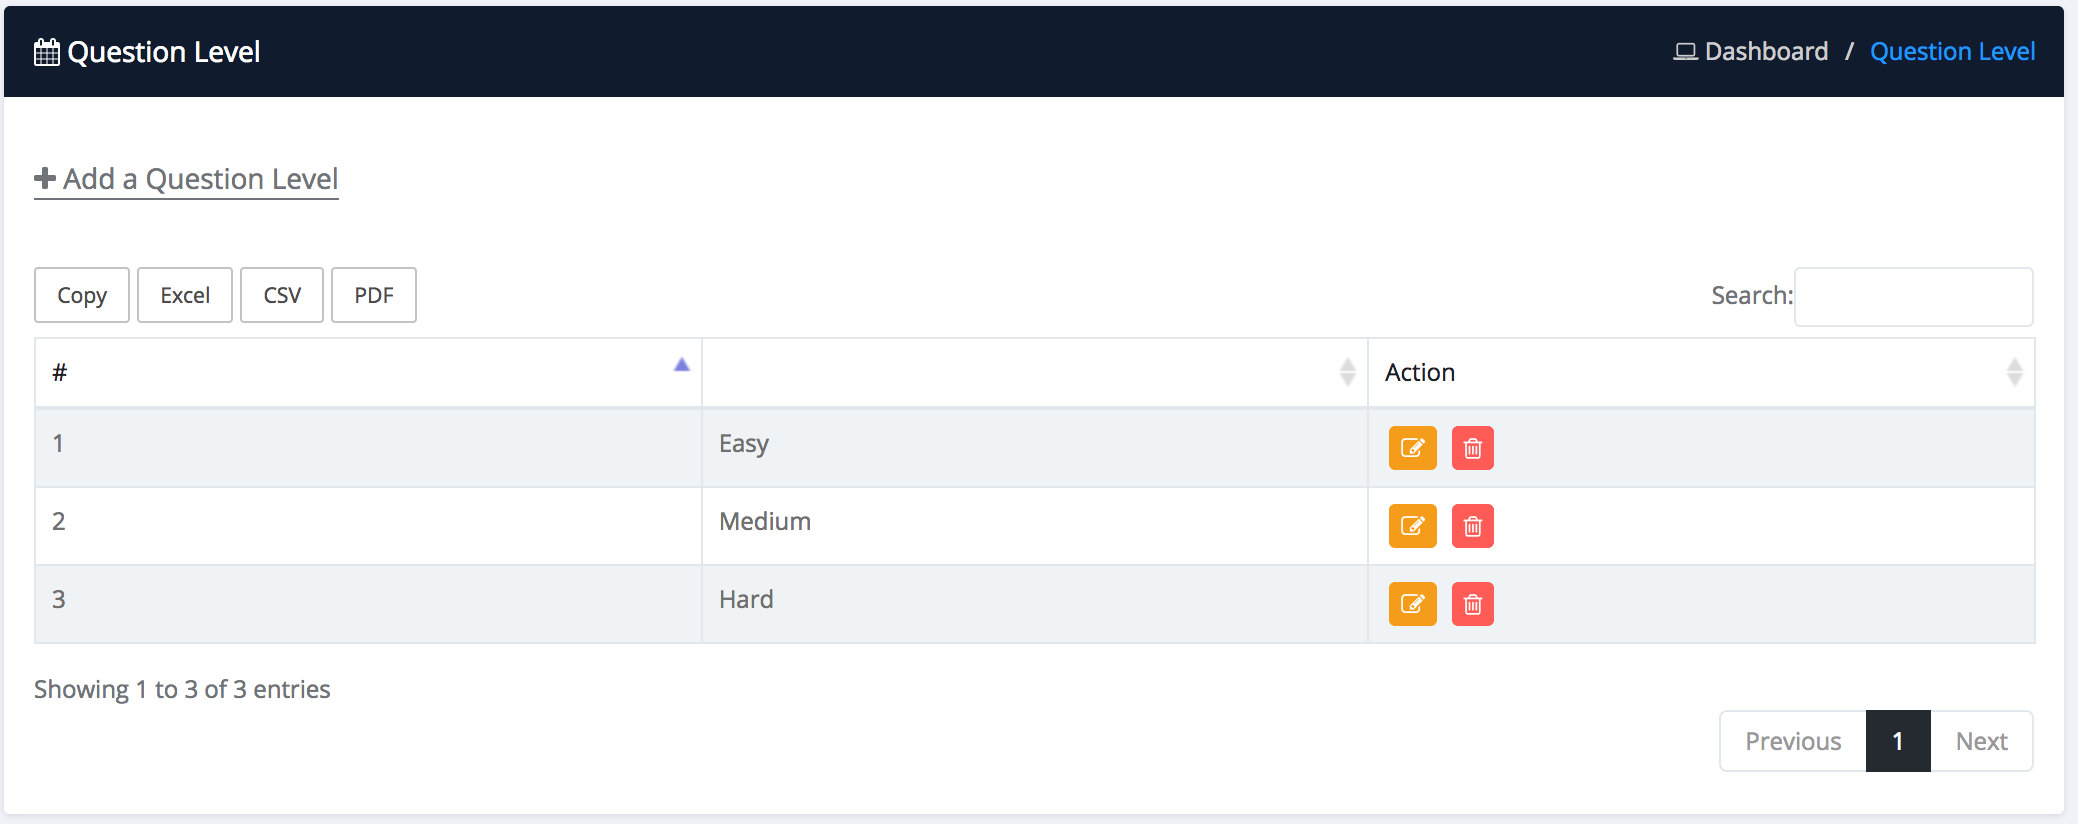 Question Level
Dashboard / Question Level
Add a Question Level
Copy Excel CSV PDF
Search:
# Action
1 Easy
2 Medium
3 Hard
Showing 1 to 3 of 3 entries
Previous 1 Next